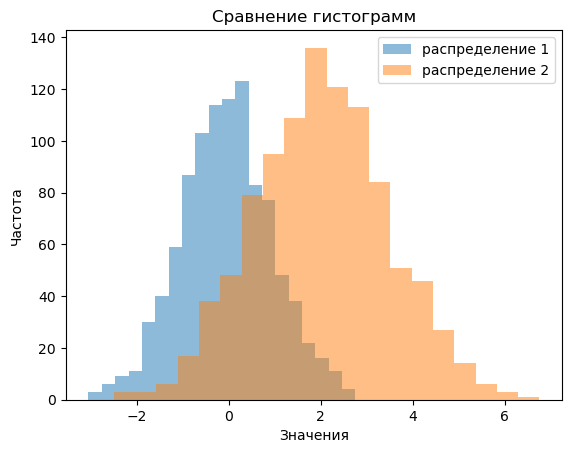 Сравнение гистограмм
распределение 1
распределение 2
Частота
140
120
100
80
60
40
20
0
−2
0
2
4
6
Значения